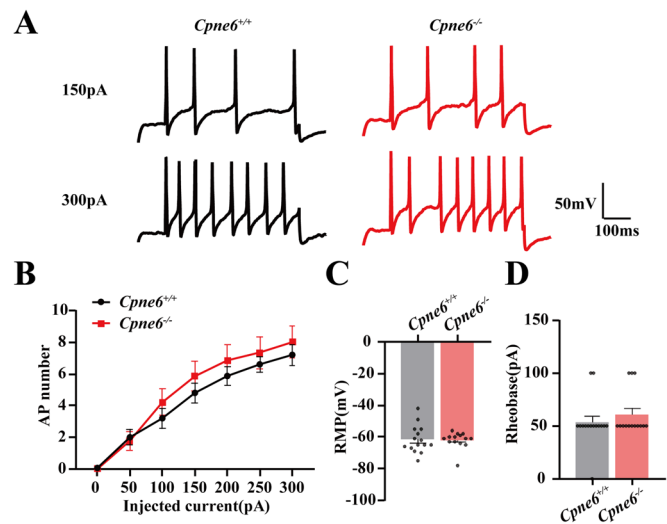 A
Cpne6+/+
Cpne6-/-
150pA
300pA
50mV
100ms
B
Cpne6+/+
Cpne6-/-
AP number
8
6
4
2
0
0 50 100 150 200 250 300
Injected current(pA)
C
Cpne6+/+
Cpne6-/-
RMP(mV)
0
-20
-40
-60
-80
-100
D
Rheobase(pA)
150
100
50
0
Cpne6+/+
Cpne6-/-